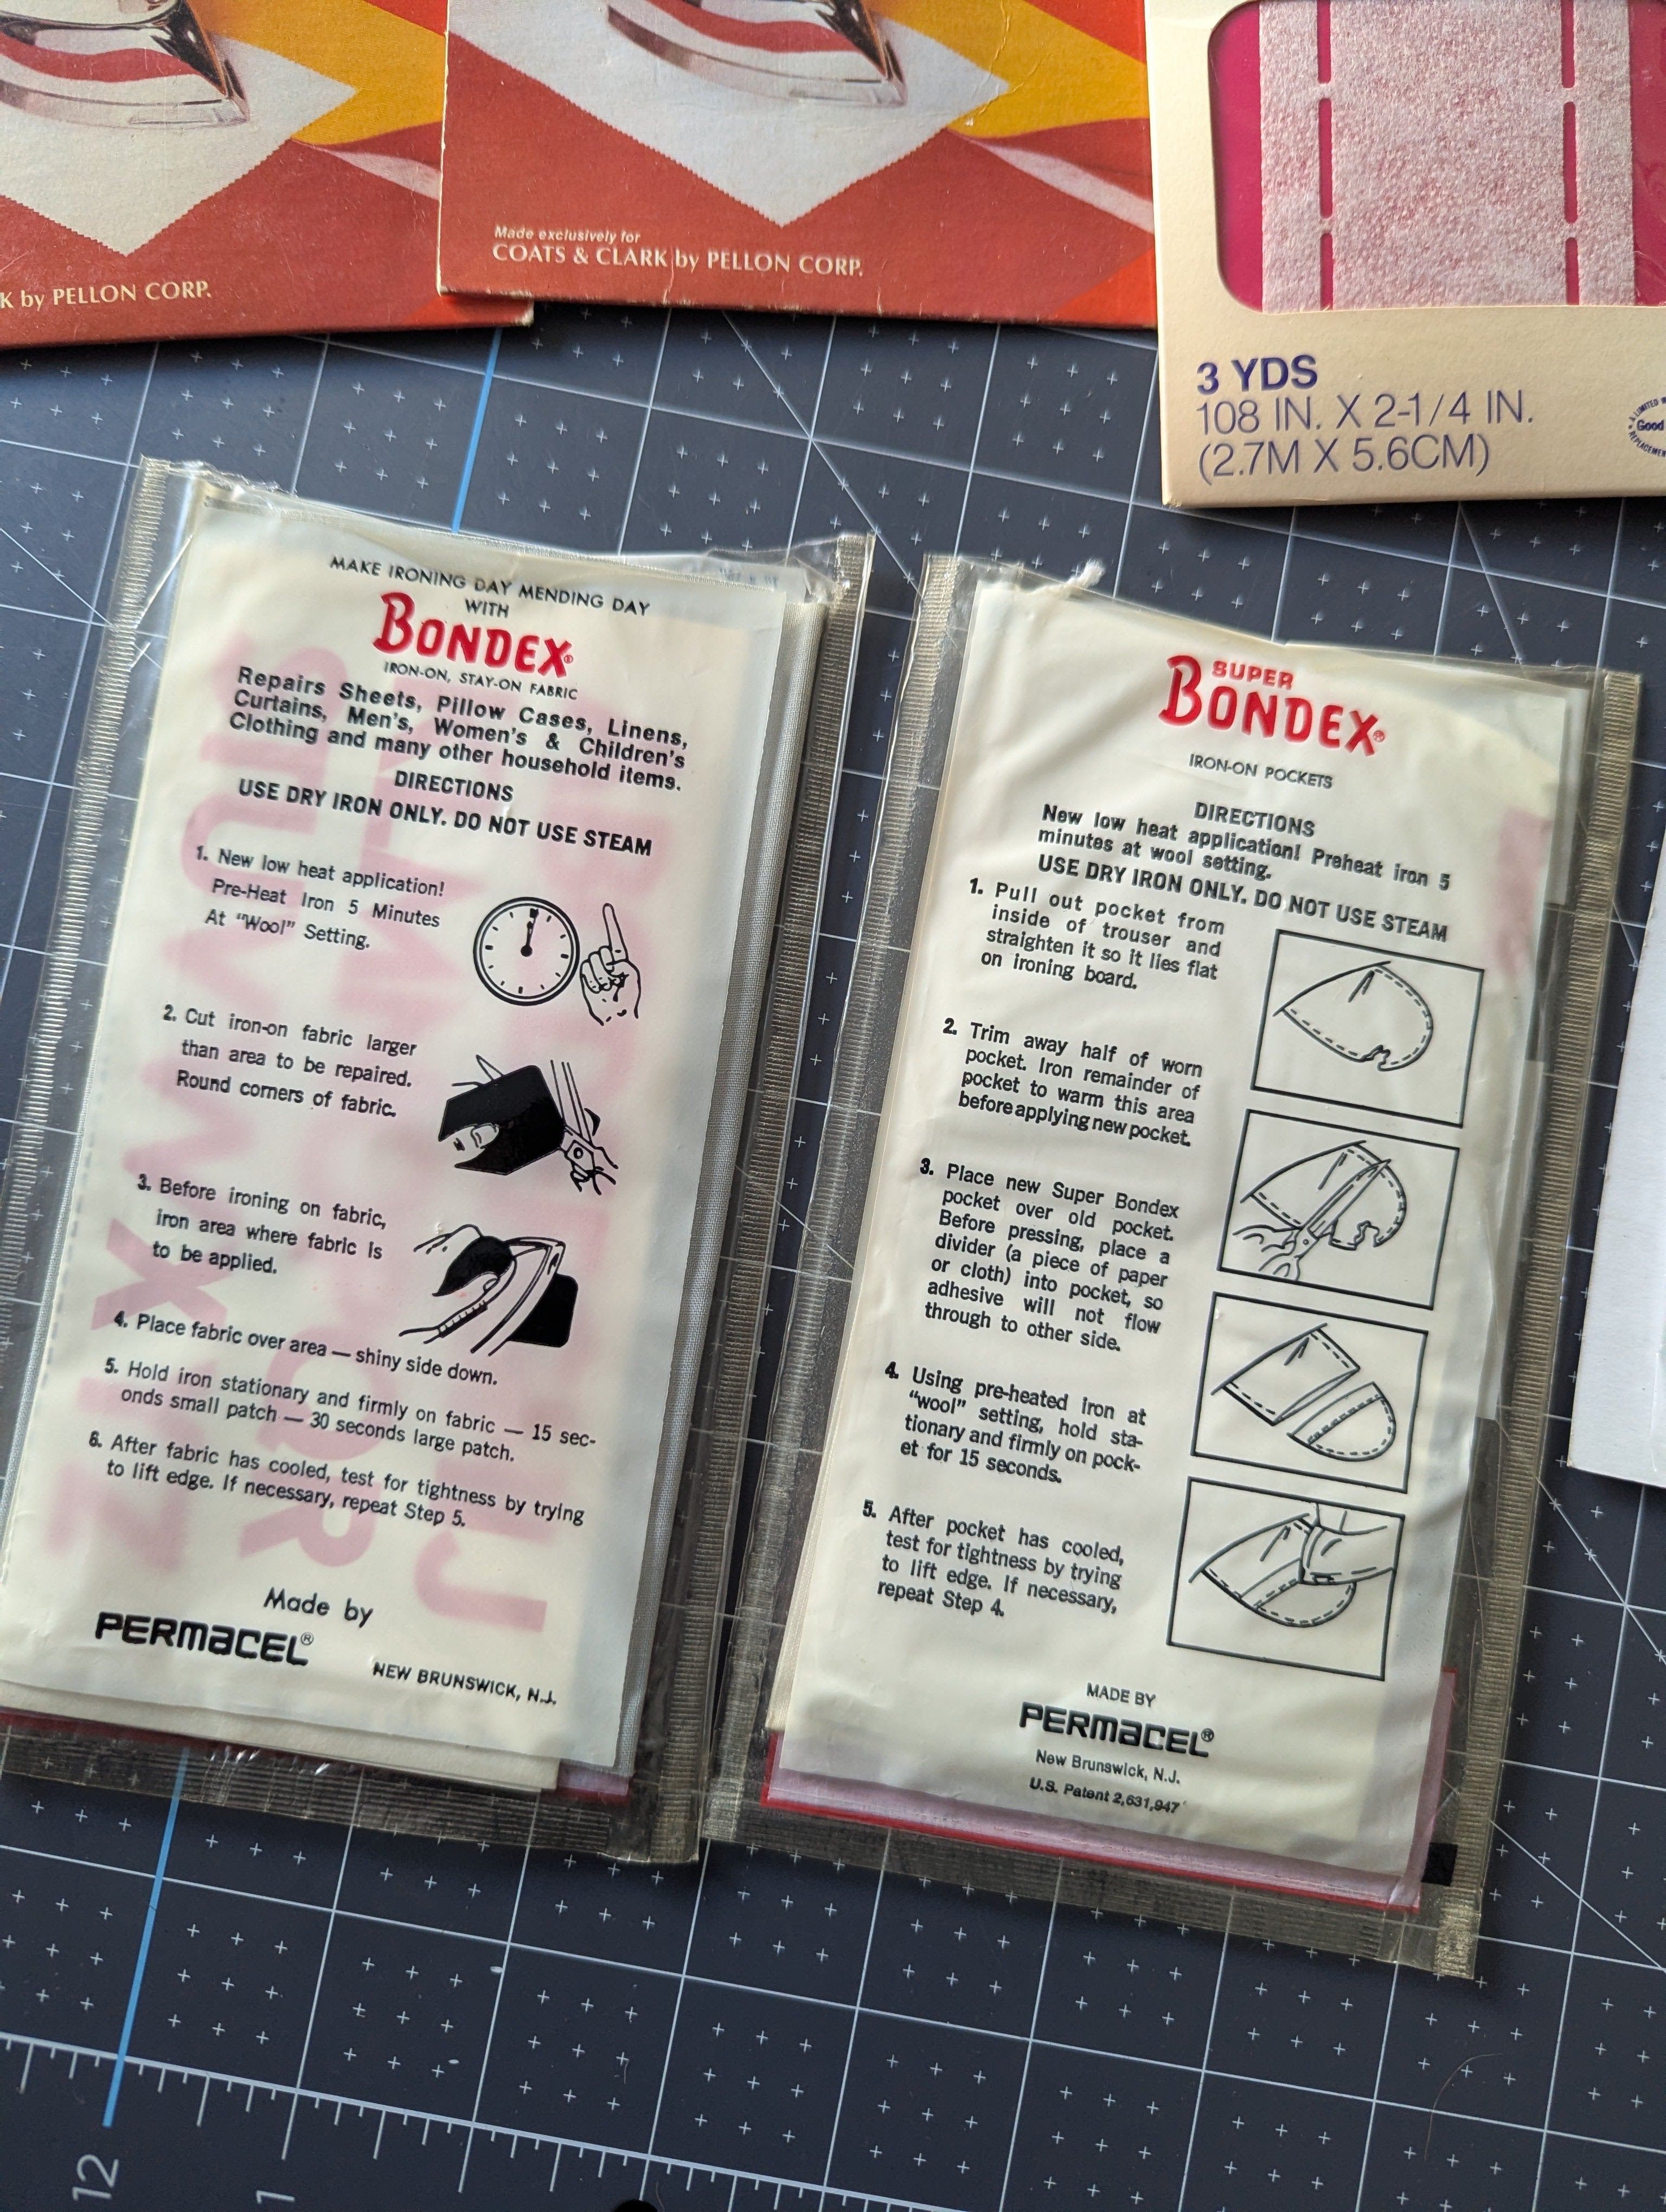 K by PELLON CORP.
Made exclusively for
COATS & CLARK by PELLON CORP.
3 YDS
108 IN. X 2-1/4 IN.
(2.7M X 5.6CM)
A LIMITED
Good
REPLACEMEN
MAKE IRONING DAY MENDING DAY
WITH
BONDEX®
IRON-ON, STAY-ON FABRIC
Repairs Sheets, Pillow Cases, Linens,
Curtains, Men's, Women's & Children's
Clothing and many other household items.
DIRECTIONS
USE DRY IRON ONLY. DO NOT USE STEAM
1. New low heat application!
Pre-Heat Iron 5 Minutes
At "Wool" Setting.
2. Cut iron-on fabric larger
than area to be repaired.
Round corners of fabric.
3. Before ironing on fabric,
iron area where fabric is
to be applied.
4. Place fabric over area — shiny side down.
5. Hold iron stationary and firmly on fabric — 15 sec-
onds small patch — 30 seconds large patch.
6. After fabric has cooled, test for tightness by trying
to lift edge. If necessary, repeat Step 5.
Made by
PERMACEL®
NEW BRUNSWICK, N.J.
SUPER
BONDEX®
IRON-ON POCKETS
DIRECTIONS
New low heat application! Preheat iron 5
minutes at wool setting.
USE DRY IRON ONLY. DO NOT USE STEAM
1. Pull out pocket from
inside of trouser and
straighten it so it lies flat
on ironing board.
2. Trim away half of worn
pocket. Iron remainder of
pocket to warm this area
before applying new pocket.
3. Place new Super Bondex
pocket over old pocket.
Before pressing, place a
divider (a piece of paper
or cloth) into pocket, so
adhesive will not flow
through to other side.
4. Using pre-heated iron at
"wool" setting, hold sta-
tionary and firmly on pock-
et for 15 seconds.
5. After pocket has cooled,
test for tightness by trying
to lift edge. If necessary,
repeat Step 4.
MADE BY
PERMACEL®
New Brunswick, N.J.
U.S. Patent 2,631,947
12
1